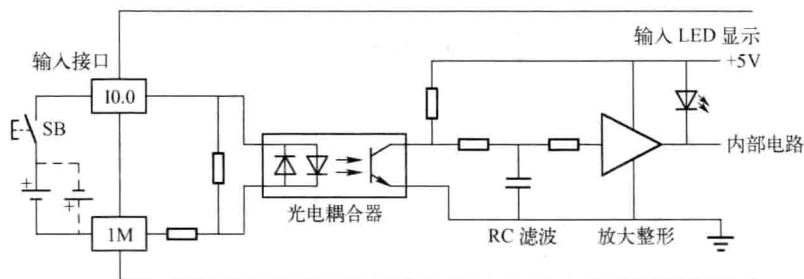 输入 LED 显示
输入接口
+5V
I0.0
SB
内部电路
+
+
光电耦合器
1M
RC 滤波
放大整形